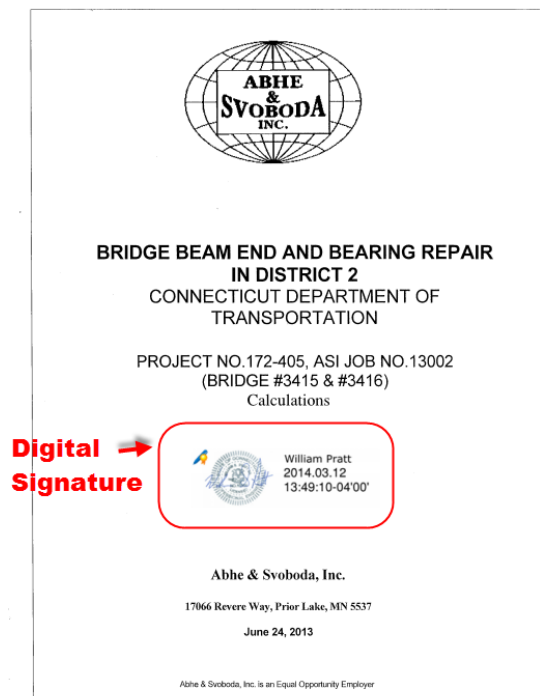 ABHE
&
SVOBODA
INC.
BRIDGE BEAM END AND BEARING REPAIR
IN DISTRICT 2
CONNECTICUT DEPARTMENT OF
TRANSPORTATION
PROJECT NO.172-405, ASI JOB NO.13002
(BRIDGE #3415 & #3416)
Calculations
Digital
Signature
William Pratt
2014.03.12
13:49:10-04'00'
Abhe & Svoboda, Inc.
17066 Revere Way, Prior Lake, MN 5537
June 24, 2013
Abhe & Svoboda, Inc. is an Equal Opportunity Employer